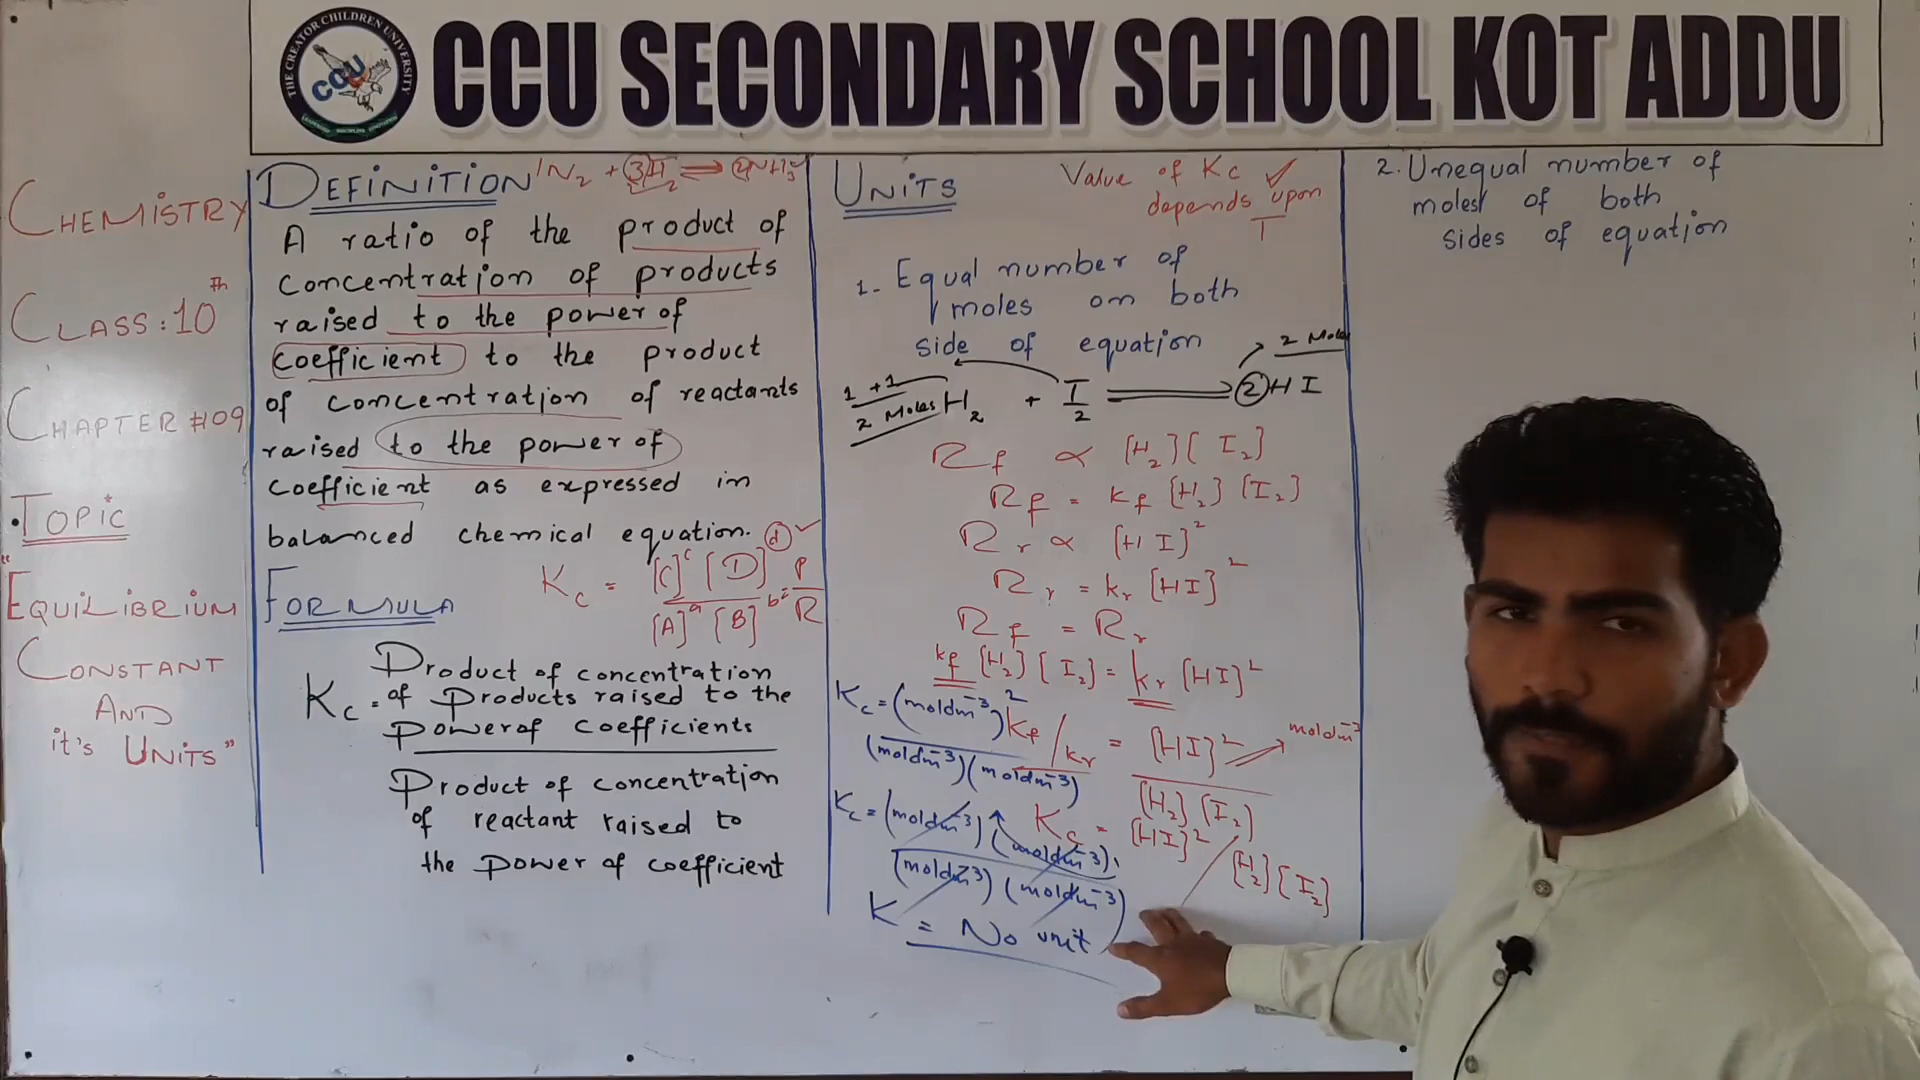 THE CREATOR CHILDREN UNIVERSITY
CCU
CCU SECONDARY SCHOOL KOT ADDU
CHEMISTRY
CLASS: 10th
CHAPTER #09
TOPIC
"EQUILIBRIUM
CONSTANT
AND
it's UNITS"
DEFINITION 1N₂ + 3H₂ ⇌ 2NH₃
A ratio of the product of
concentration of products
raised to the power of
coefficient to the product
of concentration of reactants
raised to the power of
coefficient as expressed in
balanced chemical equation.
Kc = [C]ᶜ [D]ᵈ / [A]ᵃ [B]ᵇ = P/R
FORMULA
Kc = Product of concentration
of Products raised to the
Power of coefficients
Product of concentration
of reactant raised to
the Power of coefficient
UNITS
Value of Kc ✓
depends upon
T
1- Equal number of
moles on both
side of equation
1+1
2 Moles
2 Moles
H₂ + I₂ ⇌ 2HI
Rf ∝ [H₂] [I₂]
Rf = kf [H₂] [I₂]
Rr ∝ [HI]²
Rr = kr [HI]²
Rf = Rr
kf [H₂] [I₂] = kr [HI]²
kf/kr = [HI]² / [H₂] [I₂]
moldm⁻³
Kc = [HI]² / [H₂] [I₂]
Kc = (moldm⁻³)² / (moldm⁻³)(moldm⁻³)
Kc = (moldm⁻³)(moldm⁻³) / (moldm⁻³)(moldm⁻³)
K = No unit
2. Unequal number of
moles of both
sides of equation